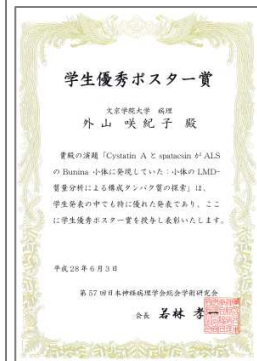 学生優秀ポスター賞
文京学院大学 病理
外山 咲紀子 殿
貴殿の演題「Cystatin A と spatacsin が ALS
の Bunina 小体に発現していた：小体の LMD-
質量分析による構成タンパク質の探索」は、
学生発表の中でも特に優れた発表であり、ここ
に学生優秀ポスター賞を授与し表彰いたします。
平成 28 年 6 月 3 日
第 57 回日本神経病理学会総会学術研究会
会長 若林 孝一